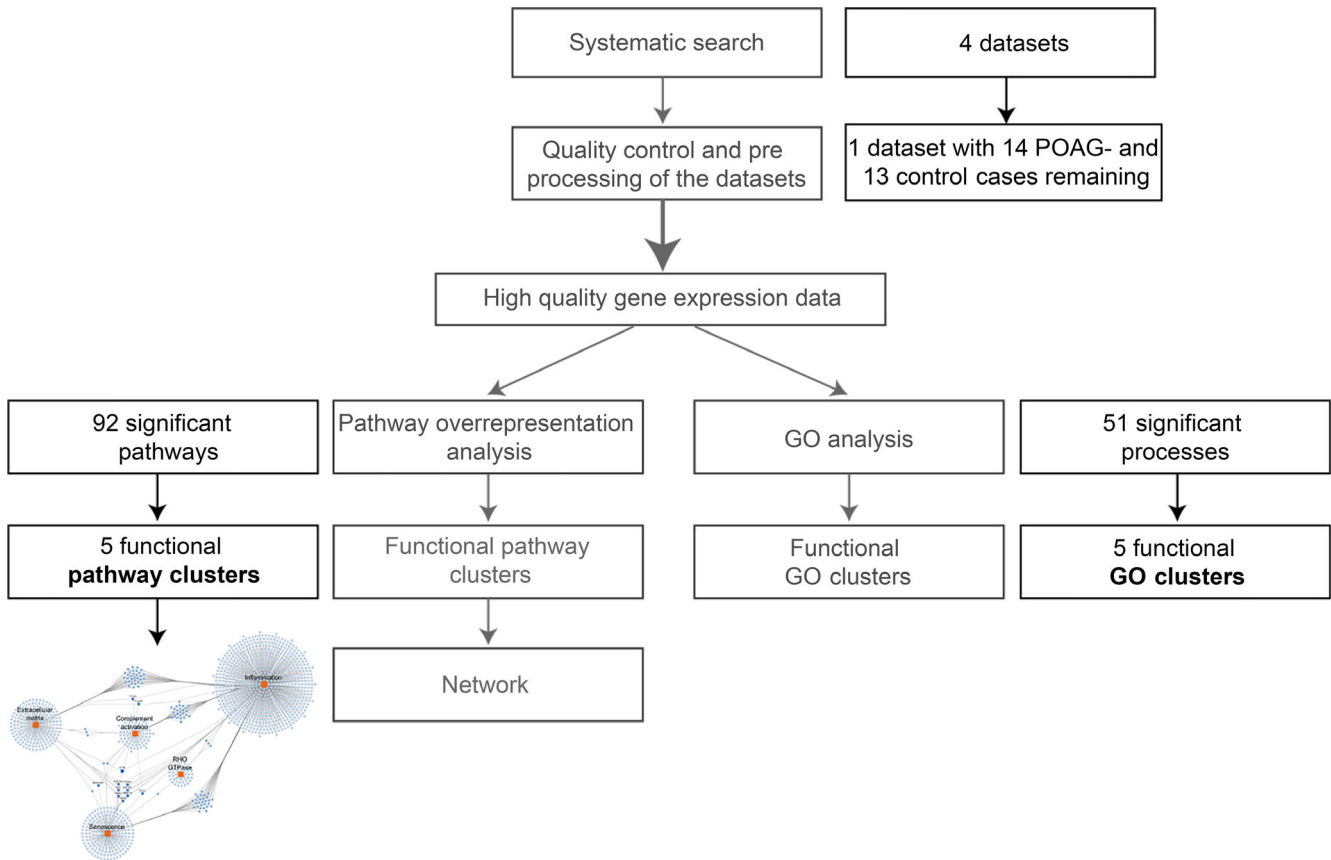 Systematic search
4 datasets
Quality control and pre
processing of the datasets
1 dataset with 14 POAG- and
13 control cases remaining
High quality gene expression data
92 significant
pathways
Pathway overrepresentation
analysis
GO analysis
51 significant
processes
5 functional
pathway clusters
Functional pathway
clusters
Functional
GO clusters
5 functional
GO clusters
Network
Inflammation
Extracellular
matrix
Complement
activation
RHO
GTPase
Senescence